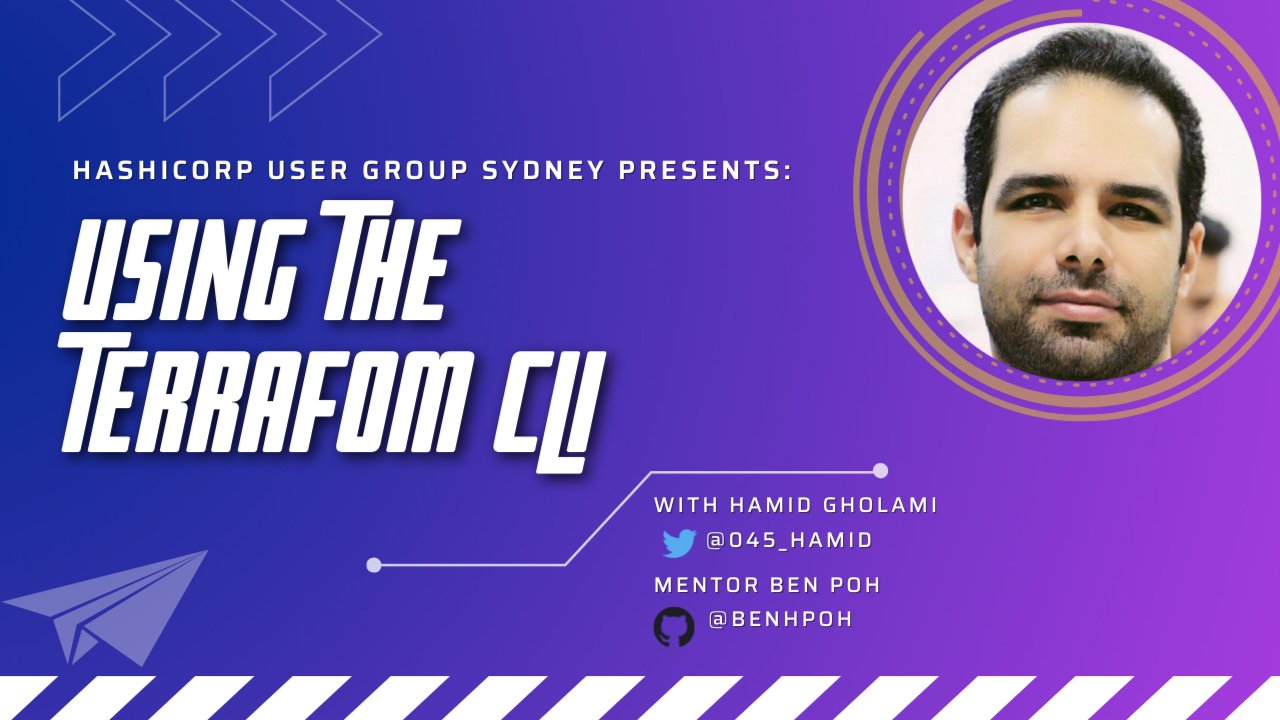 HASHICORP USER GROUP SYDNEY PRESENTS:
USING THE
TERRAFOM CLI
WITH HAMID GHOLAMI
@045_HAMID
MENTOR BEN POH
@BENHPOH